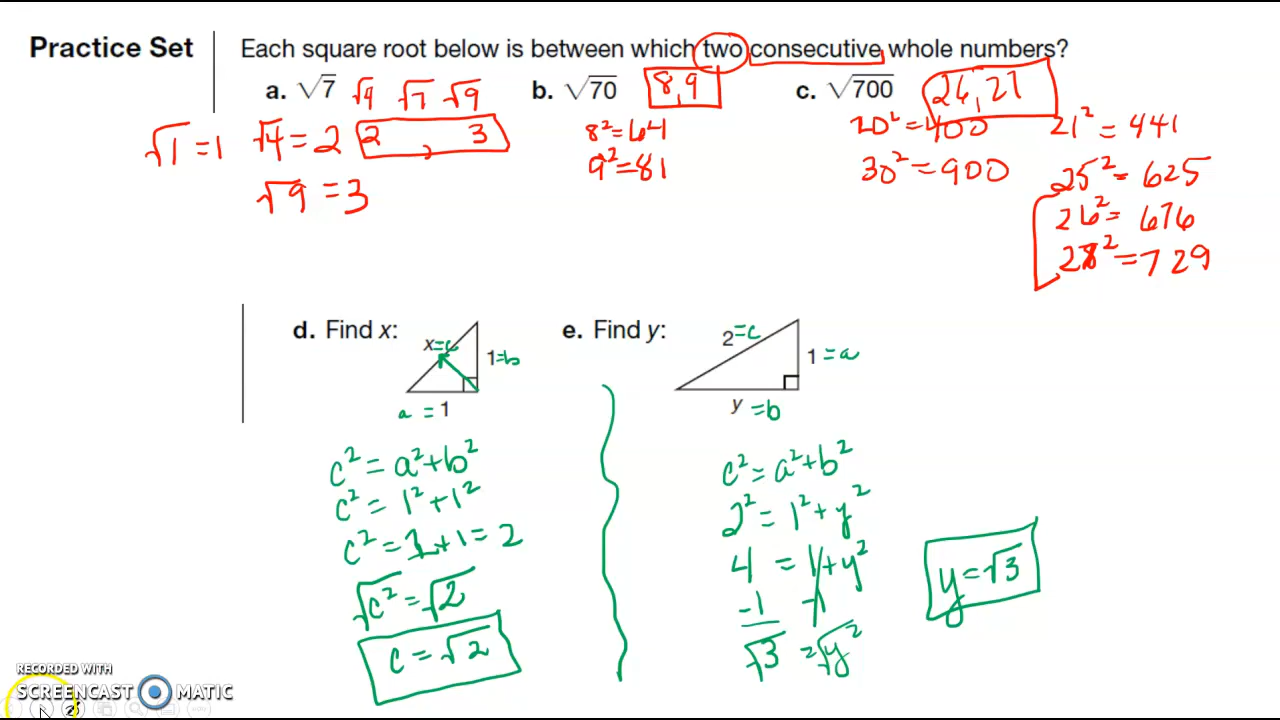 Practice Set
Each square root below is between which two consecutive whole numbers?
a. √7
√4 √7 √9
√1 = 1
√4 = 2
2 , 3
√9 = 3
b. √70
8,9
8² = 64
9² = 81
c. √700
26, 27
20² = 400
21² = 441
30² = 900
25² = 625
26² = 676
27² = 729
d. Find x:
x = c
1 = b
a = 1
c² = a² + b²
c² = 1² + 1²
c² = 1 + 1 = 2
√c² = √2
c = √2
e. Find y:
2 = c
1 = a
y = b
c² = a² + b²
2² = 1² + y²
4 = 1 + y²
-1 -1
√3 = √y²
y = √3
RECORDED WITH
SCREENCAST MATIC